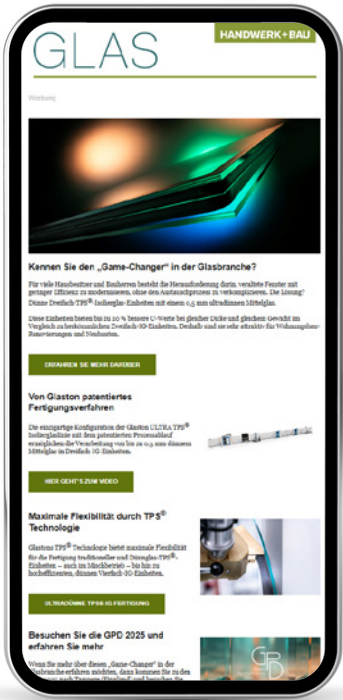 GLAS
HANDWERK+BAU
Werbung
Kennen Sie den „Game-Changer“ in der Glasbranche?
Für viele Hausbesitzer und Bauherren besteht die Herausforderung darin, veraltete Fenster mit
geringer Effizienz zu modernisieren, ohne den Austauschprozess zu verkomplizieren. Die Lösung?
Dünne Dreifach-TPS®-Isolierglas-Einheiten mit einem 0,5 mm ultradünnen Mittelglas.
Diese Einheiten bieten bis zu 20 % bessere U-Werte bei gleicher Dicke und gleichem Gewicht im
Vergleich zu herkömmlichen Zweifach-IG-Einheiten. Deshalb sind sie sehr attraktiv für Wohnungsbau-
Renovierungen und Neubauten.
ERFAHREN SIE MEHR DARÜBER
Von Glaston patentiertes
Fertigungsverfahren
Die einzigartige Konfiguration der Glaston ULTRA TPS®
Isolierglaslinie mit dem patentierten Prozessablauf
ermöglichen die Verarbeitung von bis zu 0,5 mm dünnem
Mittelglas in Dreifach-IG-Einheiten.
HIER GEHT'S ZUM VIDEO
Maximale Flexibilität durch TPS®
Technologie
Glastons TPS® Technologie bietet maximale Flexibilität
für die Fertigung traditioneller und Dünnglas-TPS®-
Einheiten – auch im Mischbetrieb – bis hin zu
hocheffizienten, dünnen Vierfach-IG-Einheiten.
ULTRADÜNNE TPS®-IG-FERTIGUNG
Besuchen Sie die GPD 2025 und
erfahren Sie mehr
GPD
Wenn Sie mehr über diesen „Game-Changer“ in der
Glasbranche erfahren möchten, dann kommen Sie zu den